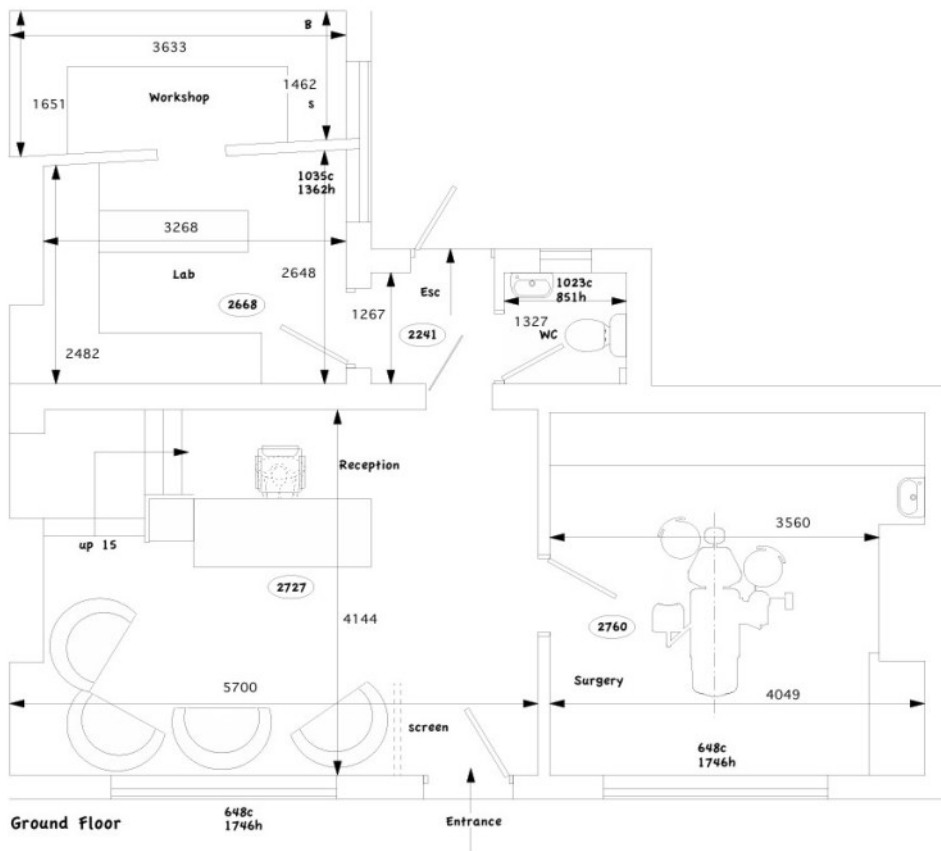 B
3633
1462
Workshop
1651
s
1035c
1362h
3268
Lab
2648
2668
Esc
1023c
851h
1267
1327
WC
2241
2482
Reception
3560
up 15
2727
4144
2760
Surgery
5700
4049
screen
648c
1746h
648c
1746h
Entrance
Ground Floor